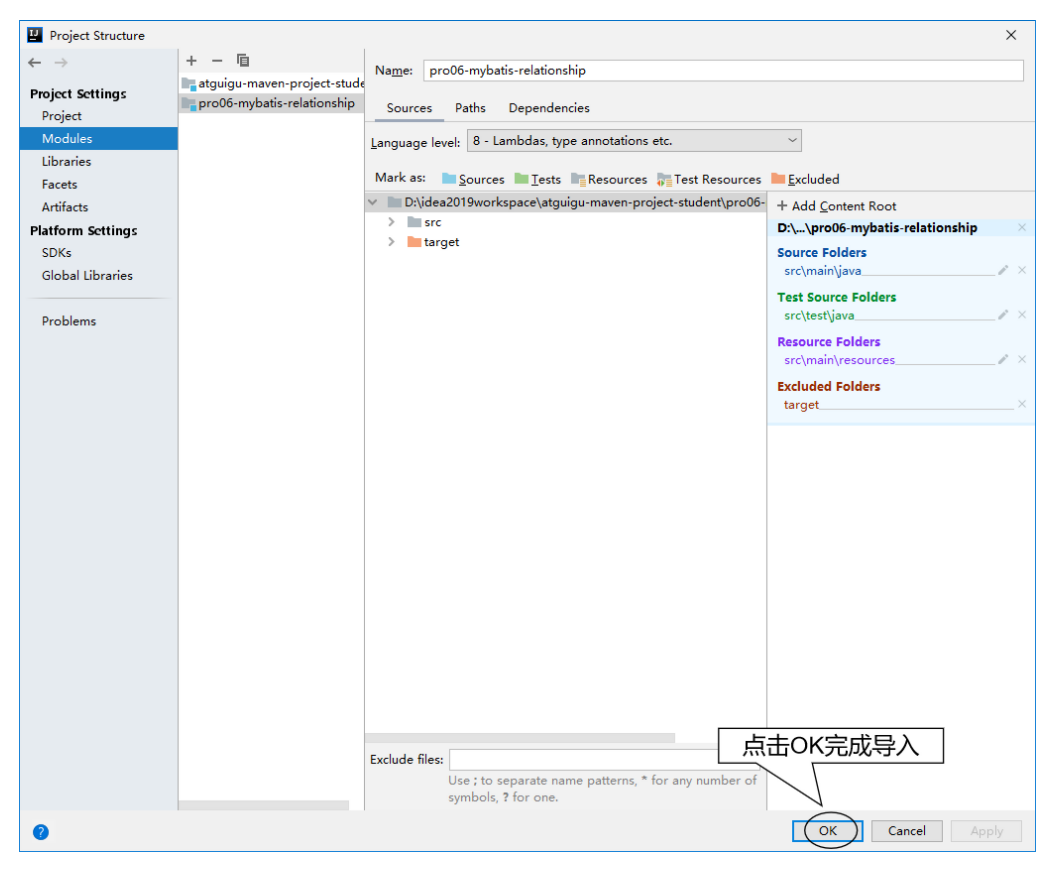 Project Structure
Project Settings
Project
Modules
Libraries
Facets
Artifacts
Platform Settings
SDKs
Global Libraries
Problems
atguigu-maven-project-stude
pro06-mybatis-relationship
Name: pro06-mybatis-relationship
Sources Paths Dependencies
Language level: 8 - Lambdas, type annotations etc.
Mark as: Sources Tests Resources Test Resources Excluded
D:\idea2019workspace\atguigu-maven-project-student\pro06-
src
target
+ Add Content Root
D:\...\pro06-mybatis-relationship
Source Folders
src\main\java
Test Source Folders
src\test\java
Resource Folders
src\main\resources
Excluded Folders
target
Exclude files:
Use ; to separate name patterns, * for any number of
symbols, ? for one.
点击OK完成导入
OK Cancel Apply